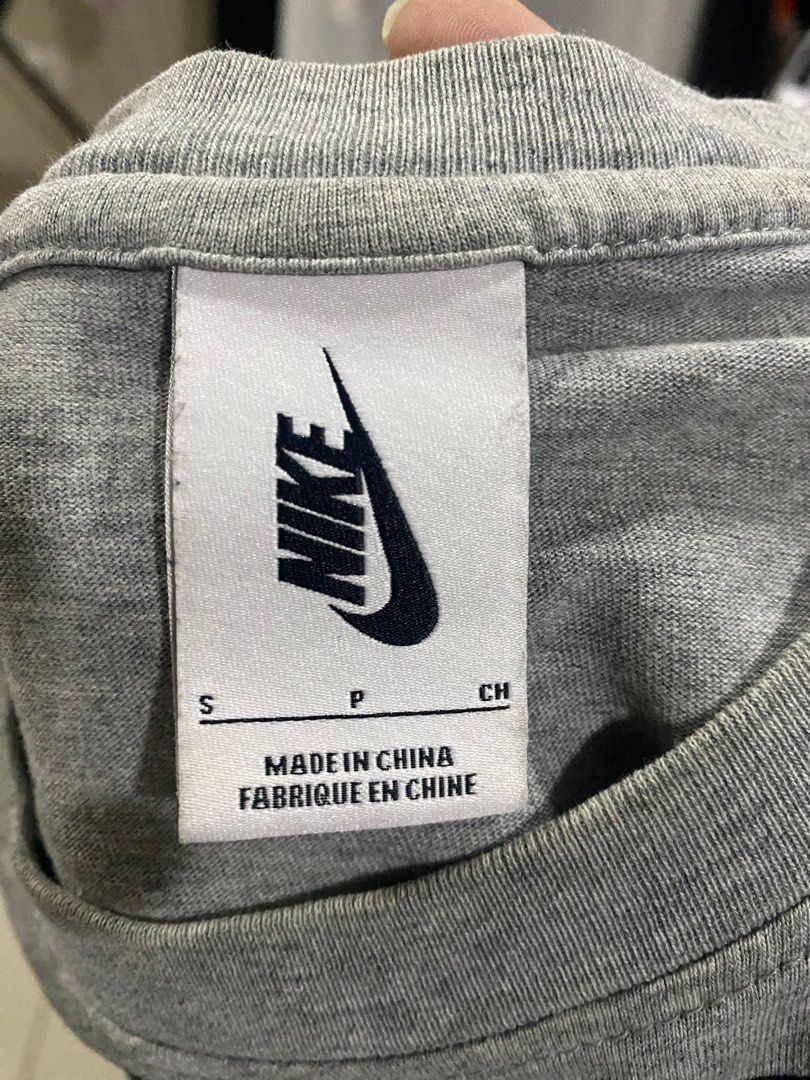 NIKE
S P CH
MADE IN CHINA
FABRIQUE EN CHINE